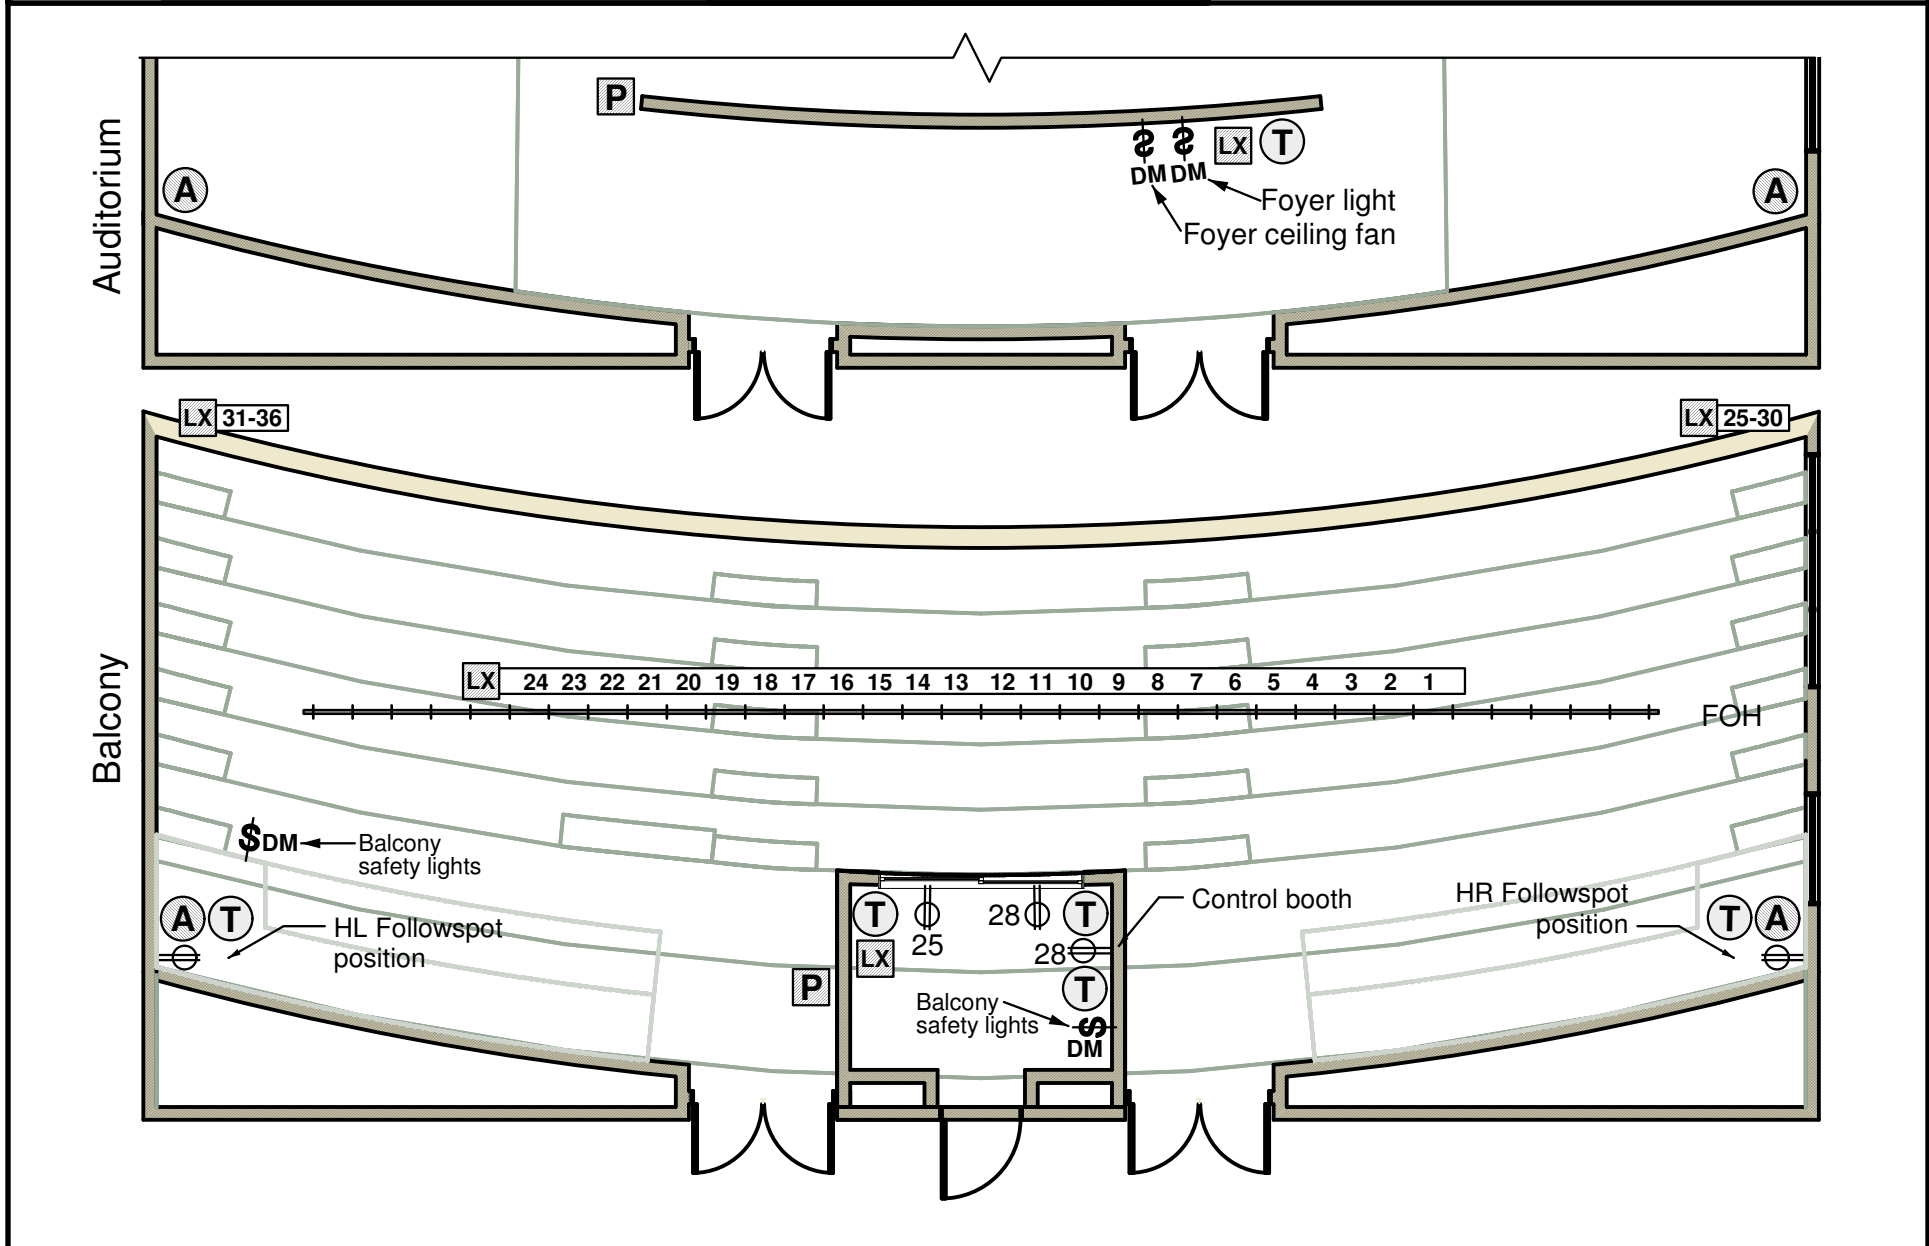 Auditorium
P
$ $ LX T
DM DM
A
A
Foyer light
Foyer ceiling fan
LX 31-36
LX 25-30
Balcony
LX 24 23 22 21 20 19 18 17 16 15 14 13 12 11 10 9 8 7 6 5 4 3 2 1
FOH
$DM
Balcony
safety lights
A T
HL Followspot
position
T
25
28
T
LX
28
P
T
Balcony
safety lights
$
DM
Control booth
HR Followspot
position
T A